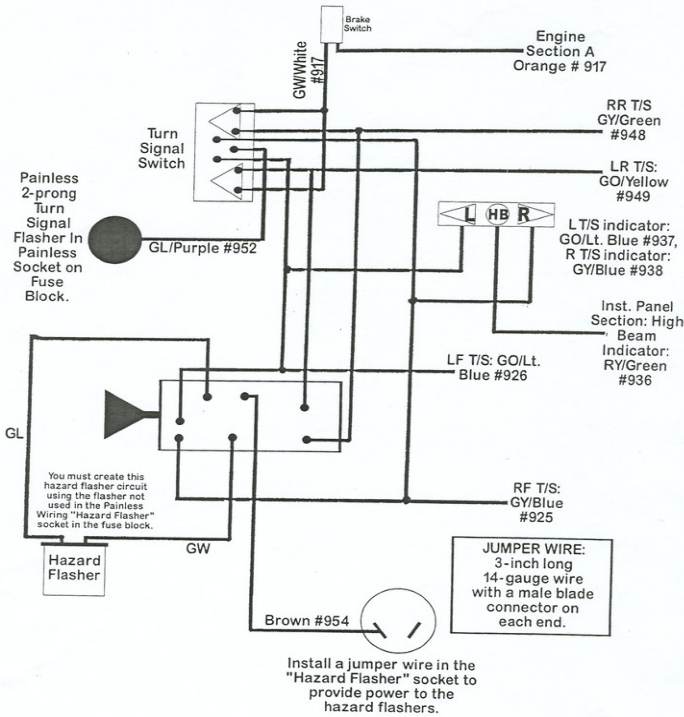 Brake
Switch
GW/White
#917
Engine
Section A
Orange # 917
Turn
Signal
Switch
RR T/S
GY/Green
#948
LR T/S:
GO/Yellow
#949
Painless
2-prong
Turn
Signal
Flasher In
Painless
Socket on
Fuse
Block.
GL/Purple #952
L HB R
L T/S indicator:
GO/Lt. Blue #937,
R T/S indicator:
GY/Blue #938
Inst. Panel
Section: High
Beam
Indicator:
RY/Green
#936
LF T/S: GO/Lt.
Blue #926
GL
You must create this
hazard flasher circuit
using the flasher not
used in the Painless
Wiring "Hazard Flasher"
socket in the fuse block.
GW
Hazard
Flasher
RF T/S:
GY/Blue
#925
JUMPER WIRE:
3-inch long
14-gauge wire
with a male blade
connector on
each end.
Brown #954
Install a jumper wire in the
"Hazard Flasher" socket to
provide power to the
hazard flashers.